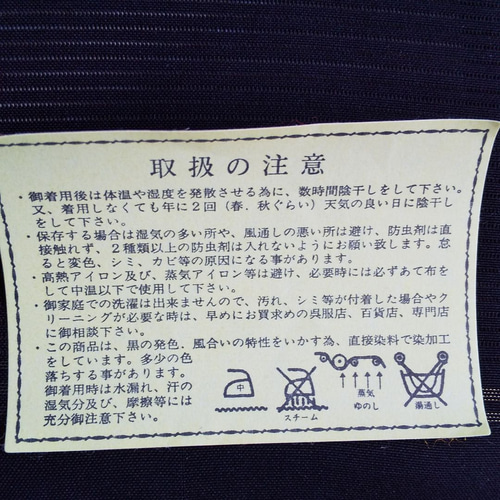 取扱の注意
・御着用後は体温や湿度を発散させる為に、数時間陰干しをして下さい。
又、着用しなくても年に2回（春．秋ぐらい）天気の良い日に陰干し
をして下さい。
・保存する場合は湿気の多い所や、風通しの悪い所は避け、防虫剤は直
接触れず、2種類以上の防虫剤は入れないようにお願い致します。怠
ると変色、シミ、カビ等の原因になる事があります。
・高熱アイロン及び、蒸気アイロン等は避け、必要時には必ずあて布を
して中温以下で使用して下さい。
・御家庭での洗濯は出来ませんので、汚れ、シミ等が付着した場合やク
リーニングが必要な時は、早めにお買求めの呉服店、百貨店、専門店
に御相談下さい。
・この商品は、黒の発色．風合いの特性をいかす為、直接染料で染加工
をしています。多少の色
落ちする事があります。
御着用時は水漏れ、汗の
湿気分及び、摩擦等には
充分御注意下さい。
中
スチーム
蒸気
ゆのし
湯通し